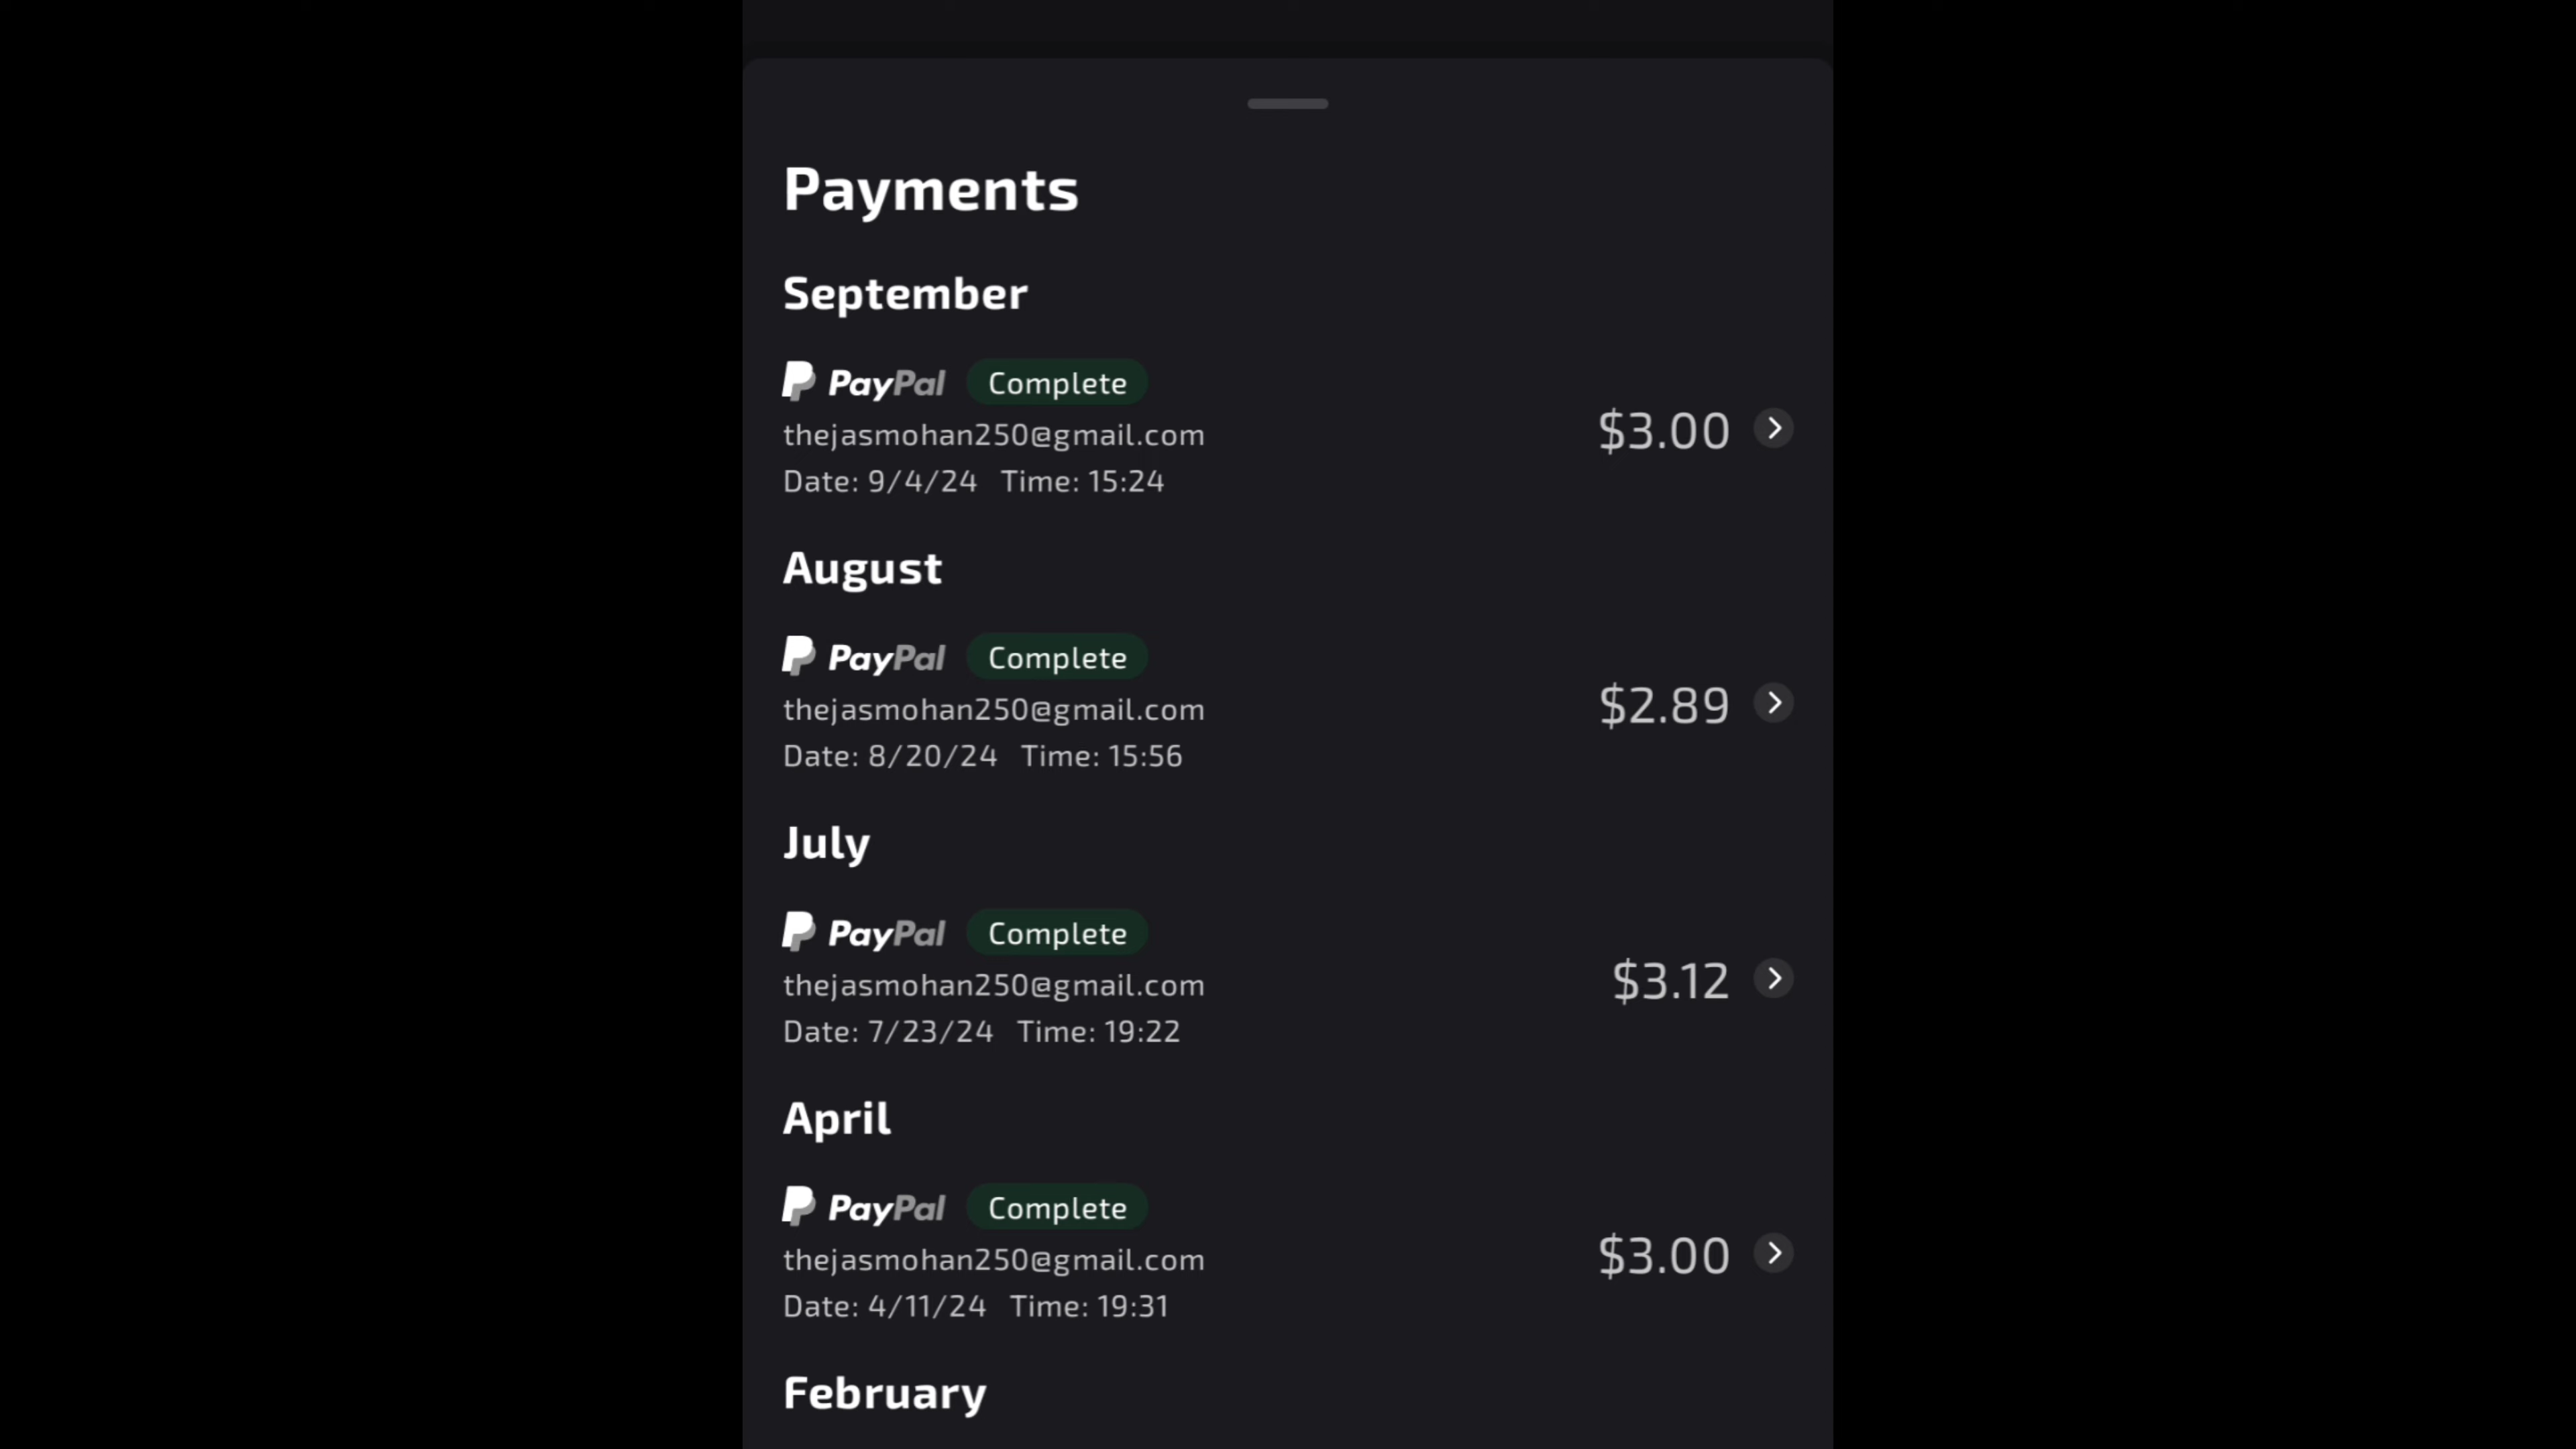 Payments
September
PayPal Complete
thejasmohan250@gmail.com
$3.00
Date: 9/4/24 Time: 15:24
August
PayPal Complete
thejasmohan250@gmail.com
$2.89
Date: 8/20/24 Time: 15:56
July
PayPal Complete
thejasmohan250@gmail.com
$3.12
Date: 7/23/24 Time: 19:22
April
PayPal Complete
thejasmohan250@gmail.com
$3.00
Date: 4/11/24 Time: 19:31
February